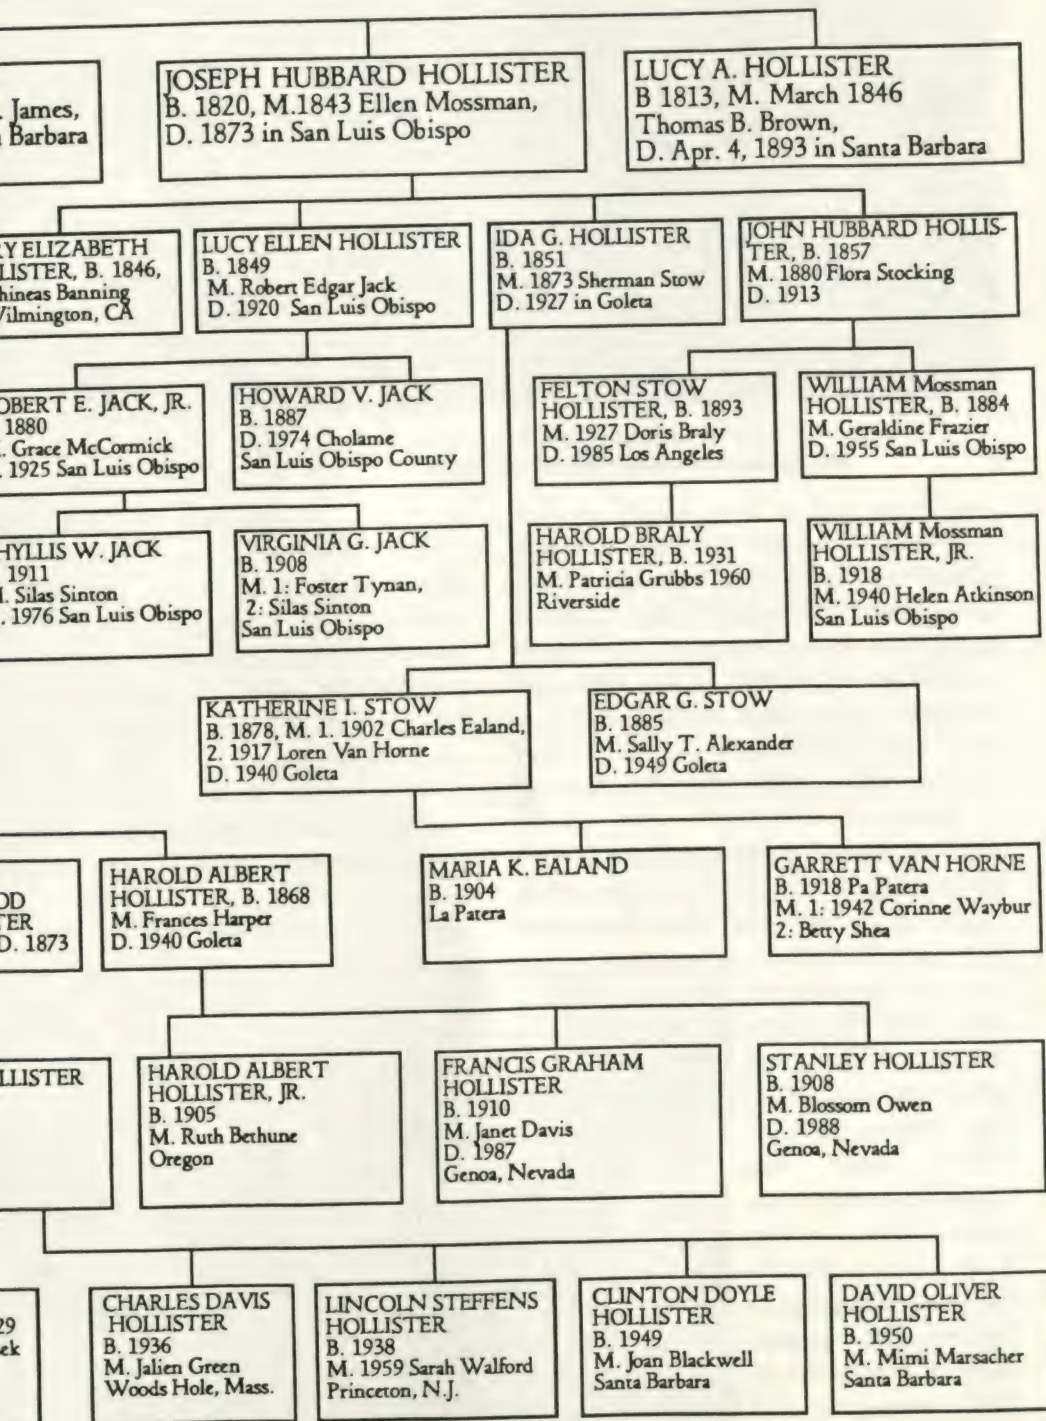 . James,
Barbara
JOSEPH HUBBARD HOLLISTER
B. 1820, M.1843 Ellen Mossman,
D. 1873 in San Luis Obispo
LUCY A. HOLLISTER
B 1813, M. March 1846
Thomas B. Brown,
D. Apr. 4, 1893 in Santa Barbara
RY ELIZABETH
LISTER, B. 1846,
hineas Banning
Vilmington, CA
LUCY ELLEN HOLLISTER
B. 1849
M. Robert Edgar Jack
D. 1920 San Luis Obispo
IDA G. HOLLISTER
B. 1851
M. 1873 Sherman Stow
D. 1927 in Goleta
JOHN HUBBARD HOLLIS-
TER, B. 1857
M. 1880 Flora Stocking
D. 1913
OBERT E. JACK, JR.
1880
. Grace McCormick
. 1925 San Luis Obispo
HOWARD V. JACK
B. 1887
D. 1974 Cholame
San Luis Obispo County
FELTON STOW
HOLLISTER, B. 1893
M. 1927 Doris Braly
D. 1985 Los Angeles
WILLIAM Mossman
HOLLISTER, B. 1884
M. Geraldine Frazier
D. 1955 San Luis Obispo
HYLLIS W. JACK
1911
. Silas Sinton
. 1976 San Luis Obispo
VIRGINIA G. JACK
B. 1908
M. 1: Foster Tynan,
2: Silas Sinton
San Luis Obispo
HAROLD BRALY
HOLLISTER, B. 1931
M. Patricia Grubbs 1960
Riverside
WILLIAM Mossman
HOLLISTER, JR.
B. 1918
M. 1940 Helen Atkinson
San Luis Obispo
KATHERINE I. STOW
B. 1878, M. 1. 1902 Charles Ealand,
2. 1917 Loren Van Horne
D. 1940 Goleta
EDGAR G. STOW
B. 1885
M. Sally T. Alexander
D. 1949 Goleta
OD
TER
D. 1873
HAROLD ALBERT
HOLLISTER, B. 1868
M. Frances Harper
D. 1940 Goleta
MARIA K. EALAND
B. 1904
La Patera
GARRETT VAN HORNE
B. 1918 Pa Patera
M. 1: 1942 Corinne Waybur
2: Betty Shea
LLISTER
HAROLD ALBERT
HOLLISTER, JR.
B. 1905
M. Ruth Bethune
Oregon
FRANCIS GRAHAM
HOLLISTER
B. 1910
M. Janet Davis
D. 1987
Genoa, Nevada
STANLEY HOLLISTER
B. 1908
M. Blossom Owen
D. 1988
Genoa, Nevada
29
ek
CHARLES DAVIS
HOLLISTER
B. 1936
M. Jalien Green
Woods Hole, Mass.
LINCOLN STEFFENS
HOLLISTER
B. 1938
M. 1959 Sarah Walford
Princeton, N.J.
CLINTON DOYLE
HOLLISTER
B. 1949
M. Joan Blackwell
Santa Barbara
DAVID OLIVER
HOLLISTER
B. 1950
M. Mimi Marsacher
Santa Barbara